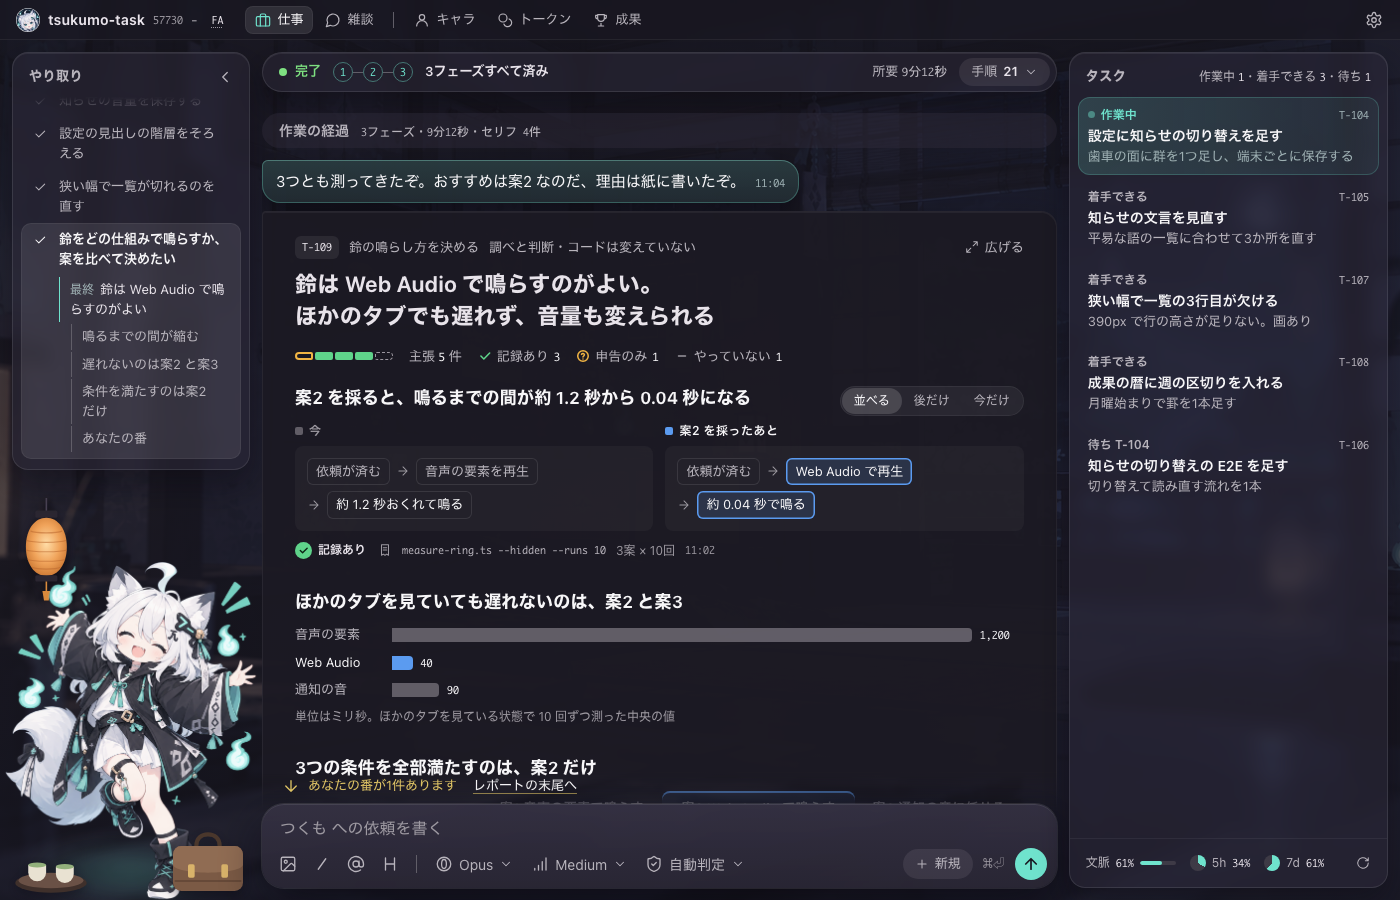 tsukumo-task 57730 - FA 仕事 雑談 キャラ トークン 成果
やり取り
知らせの音量を保存する
設定の見出しの階層をそろ
える
狭い幅で一覧が切れるのを
直す
鈴をどの仕組みで鳴らすか、
案を比べて決めたい
最終 鈴は Web Audio で鳴
らすのがよい
鳴るまでの間が縮む
遅れないのは案2 と案3
条件を満たすのは案2
だけ
あなたの番
完了 1 2 3 3フェーズすべて済み 所要 9分12秒 手順 21
作業の経過 3フェーズ・9分12秒・セリフ 4件
3つとも測ってきたぞ。おすすめは案2 なのだ、理由は紙に書いたぞ。 11:04
T-109 鈴の鳴らし方を決める 調べと判断・コードは変えていない 広げる
鈴は Web Audio で鳴らすのがよい。
ほかのタブでも遅れず、音量も変えられる
主張 5 件 記録あり 3 申告のみ 1 やっていない 1
案2 を採ると、鳴るまでの間が約 1.2 秒から 0.04 秒になる 並べる 後だけ 今だけ
今
依頼が済む → 音声の要素を再生
→ 約 1.2 秒おくれて鳴る
案2 を採ったあと
依頼が済む → Web Audio で再生
→ 約 0.04 秒で鳴る
記録あり measure-ring.ts --hidden --runs 10 3案 × 10回 11:02
ほかのタブを見ていても遅れないのは、案2 と案3
音声の要素 1,200
Web Audio 40
通知の音 90
単位はミリ秒。ほかのタブを見ている状態で 10 回ずつ測った中央の値
3つの条件を全部満たすのは、案2 だけ
↓ あなたの番が1件あります レポートの末尾へ
つくも への依頼を書く
/ @ H Opus Medium 自動判定 + 新規 ⌘⏎
タスク 作業中 1・着手できる 3・待ち 1
作業中 T-104
設定に知らせの切り替えを足す
歯車の面に群を1つ足し、端末ごとに保存する
着手できる T-105
知らせの文言を見直す
平易な語の一覧に合わせて3か所を直す
着手できる T-107
狭い幅で一覧の3行目が欠ける
390px で行の高さが足りない。画あり
着手できる T-108
成果の暦に週の区切りを入れる
月曜始まりで罫を1本足す
待ち T-104 T-106
知らせの切り替えの E2E を足す
切り替えて読み直す流れを1本
文脈 61% 5h 34% 7d 61%